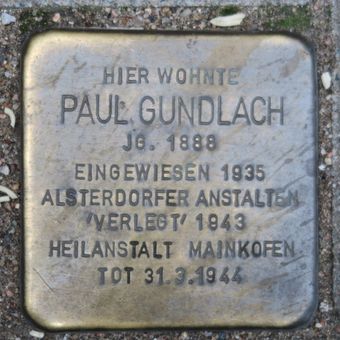 HIER WOHNTE
PAUL GUNDLACH
JG. 1888
EINGEWIESEN 1935
ALSTERDORFER ANSTALTEN
'VERLEGT' 1943
HEILANSTALT MAINKOFEN
TOT 31.3.1944